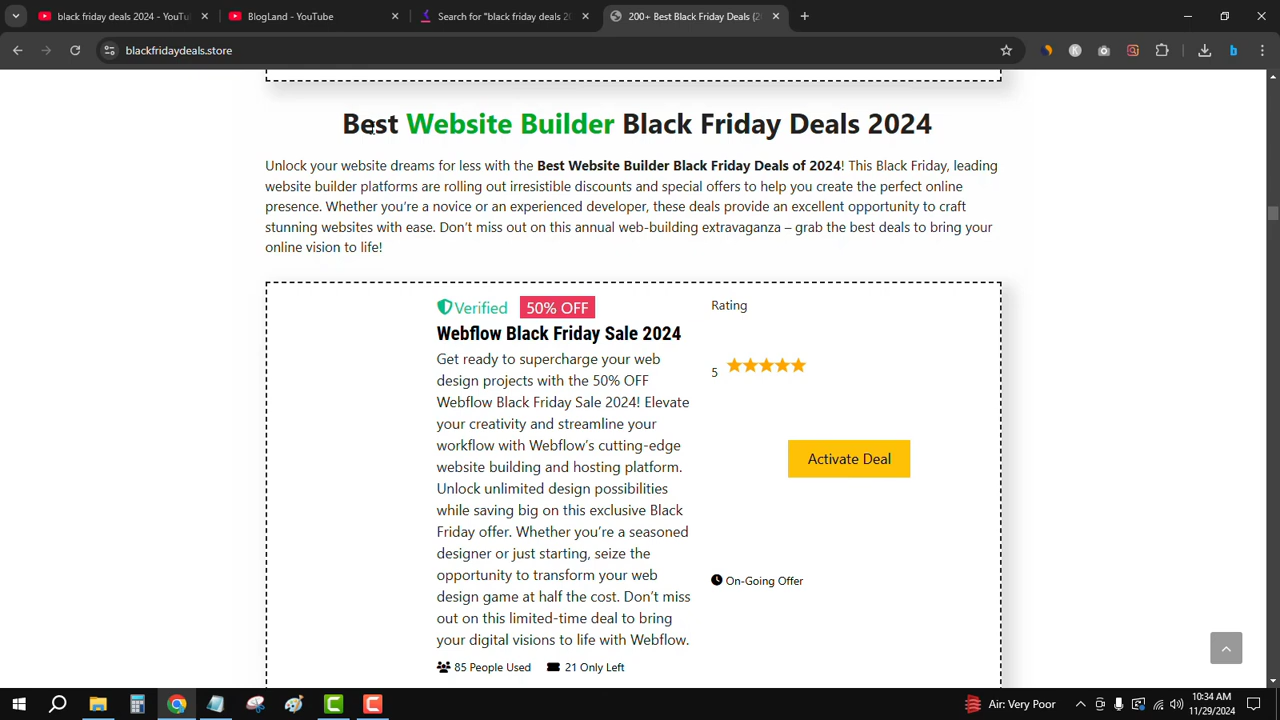 black friday deals 2024 - YouTu
BlogLand - YouTube
Search for "black friday deals 20
200+ Best Black Friday Deals (2
blackfridaydeals.store
Best Website Builder Black Friday Deals 2024
Unlock your website dreams for less with the Best Website Builder Black Friday Deals of 2024! This Black Friday, leading
website builder platforms are rolling out irresistible discounts and special offers to help you create the perfect online
presence. Whether you're a novice or an experienced developer, these deals provide an excellent opportunity to craft
stunning websites with ease. Don't miss out on this annual web-building extravaganza – grab the best deals to bring your
online vision to life!
Verified 50% OFF
Webflow Black Friday Sale 2024
Get ready to supercharge your web
design projects with the 50% OFF
Webflow Black Friday Sale 2024! Elevate
your creativity and streamline your
workflow with Webflow's cutting-edge
website building and hosting platform.
Unlock unlimited design possibilities
while saving big on this exclusive Black
Friday offer. Whether you're a seasoned
designer or just starting, seize the
opportunity to transform your web
design game at half the cost. Don't miss
out on this limited-time deal to bring
your digital visions to life with Webflow.
85 People Used 21 Only Left
Rating
5
Activate Deal
On-Going Offer
Air: Very Poor
10:34 AM
11/29/2024